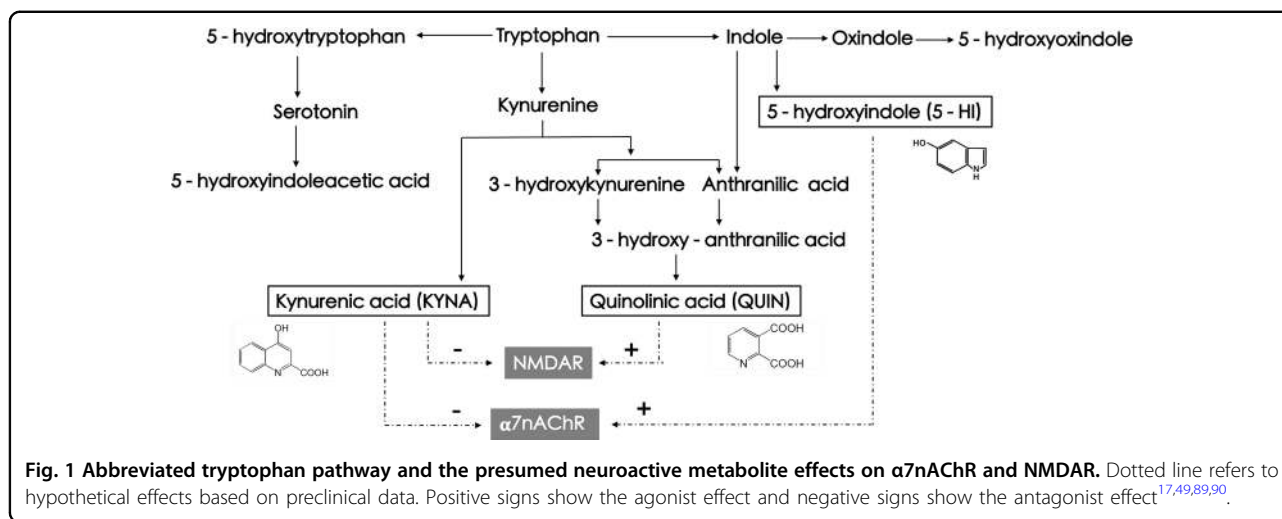 5 - hydroxytryptophan Tryptophan Indole Oxindole 5 - hydroxyoxindole
Serotonin Kynurenine 5 - hydroxyindole (5 - HI)
HO N H
5 - hydroxyindoleacetic acid 3 - hydroxykynurenine Anthranilic acid
3 - hydroxy - anthranilic acid
Kynurenic acid (KYNA) Quinolinic acid (QUIN)
OH N COOH
- NMDAR +
COOH N COOH
- α7nAChR +
Fig. 1 Abbreviated tryptophan pathway and the presumed neuroactive metabolite effects on α7nAChR and NMDAR. Dotted line refers to
hypothetical effects based on preclinical data. Positive signs show the agonist effect and negative signs show the antagonist effect17,49,89,90.